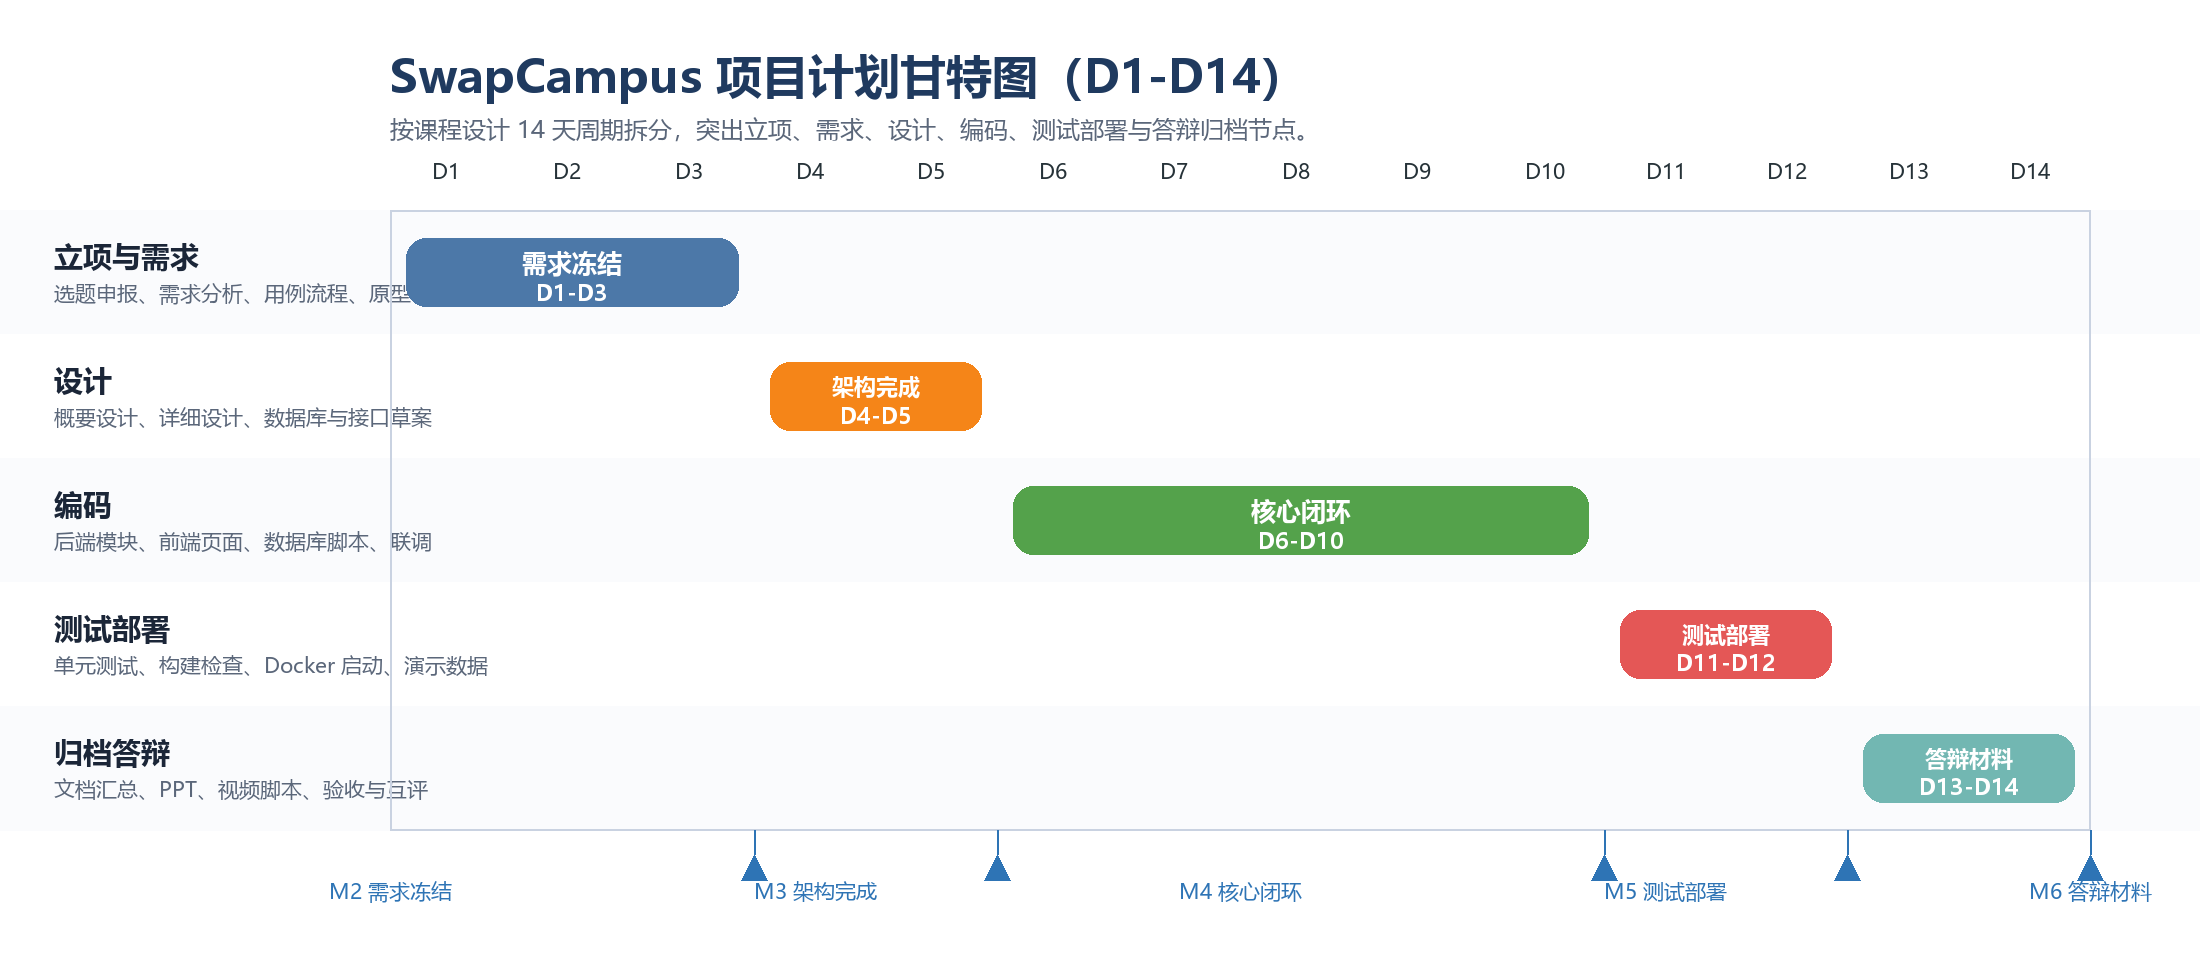 SwapCampus 项目计划甘特图（D1-D14）
按课程设计 14 天周期拆分，突出立项、需求、设计、编码、测试部署与答辩归档节点。
D1 D2 D3 D4 D5 D6 D7 D8 D9 D10 D11 D12 D13 D14
立项与需求
选题申报、需求分析、用例流程、原型
需求冻结
D1-D3
设计
概要设计、详细设计、数据库与接口草案
架构完成
D4-D5
编码
后端模块、前端页面、数据库脚本、联调
核心闭环
D6-D10
测试部署
单元测试、构建检查、Docker 启动、演示数据
测试部署
D11-D12
归档答辩
文档汇总、PPT、视频脚本、验收与互评
答辩材料
D13-D14
M2 需求冻结 M3 架构完成 M4 核心闭环 M5 测试部署 M6 答辩材料